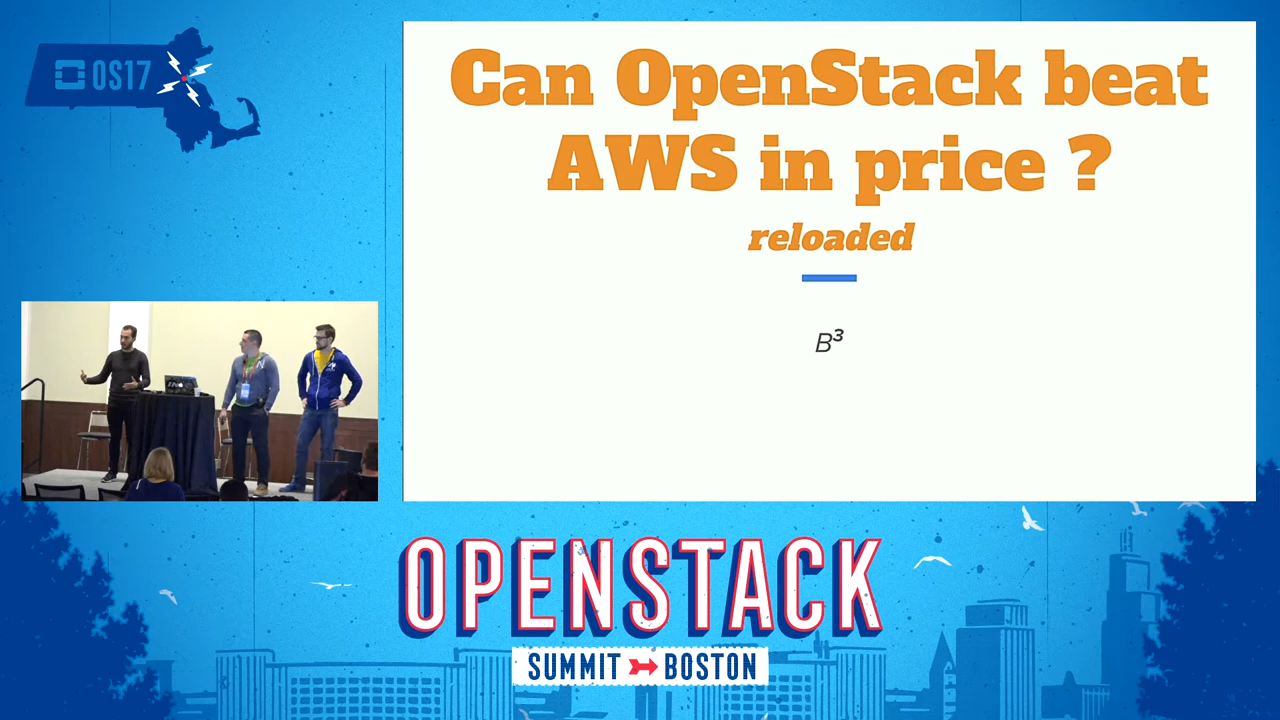 OS17
Can OpenStack beat
AWS in price ?
reloaded
B³
OPENSTACK
SUMMIT BOSTON